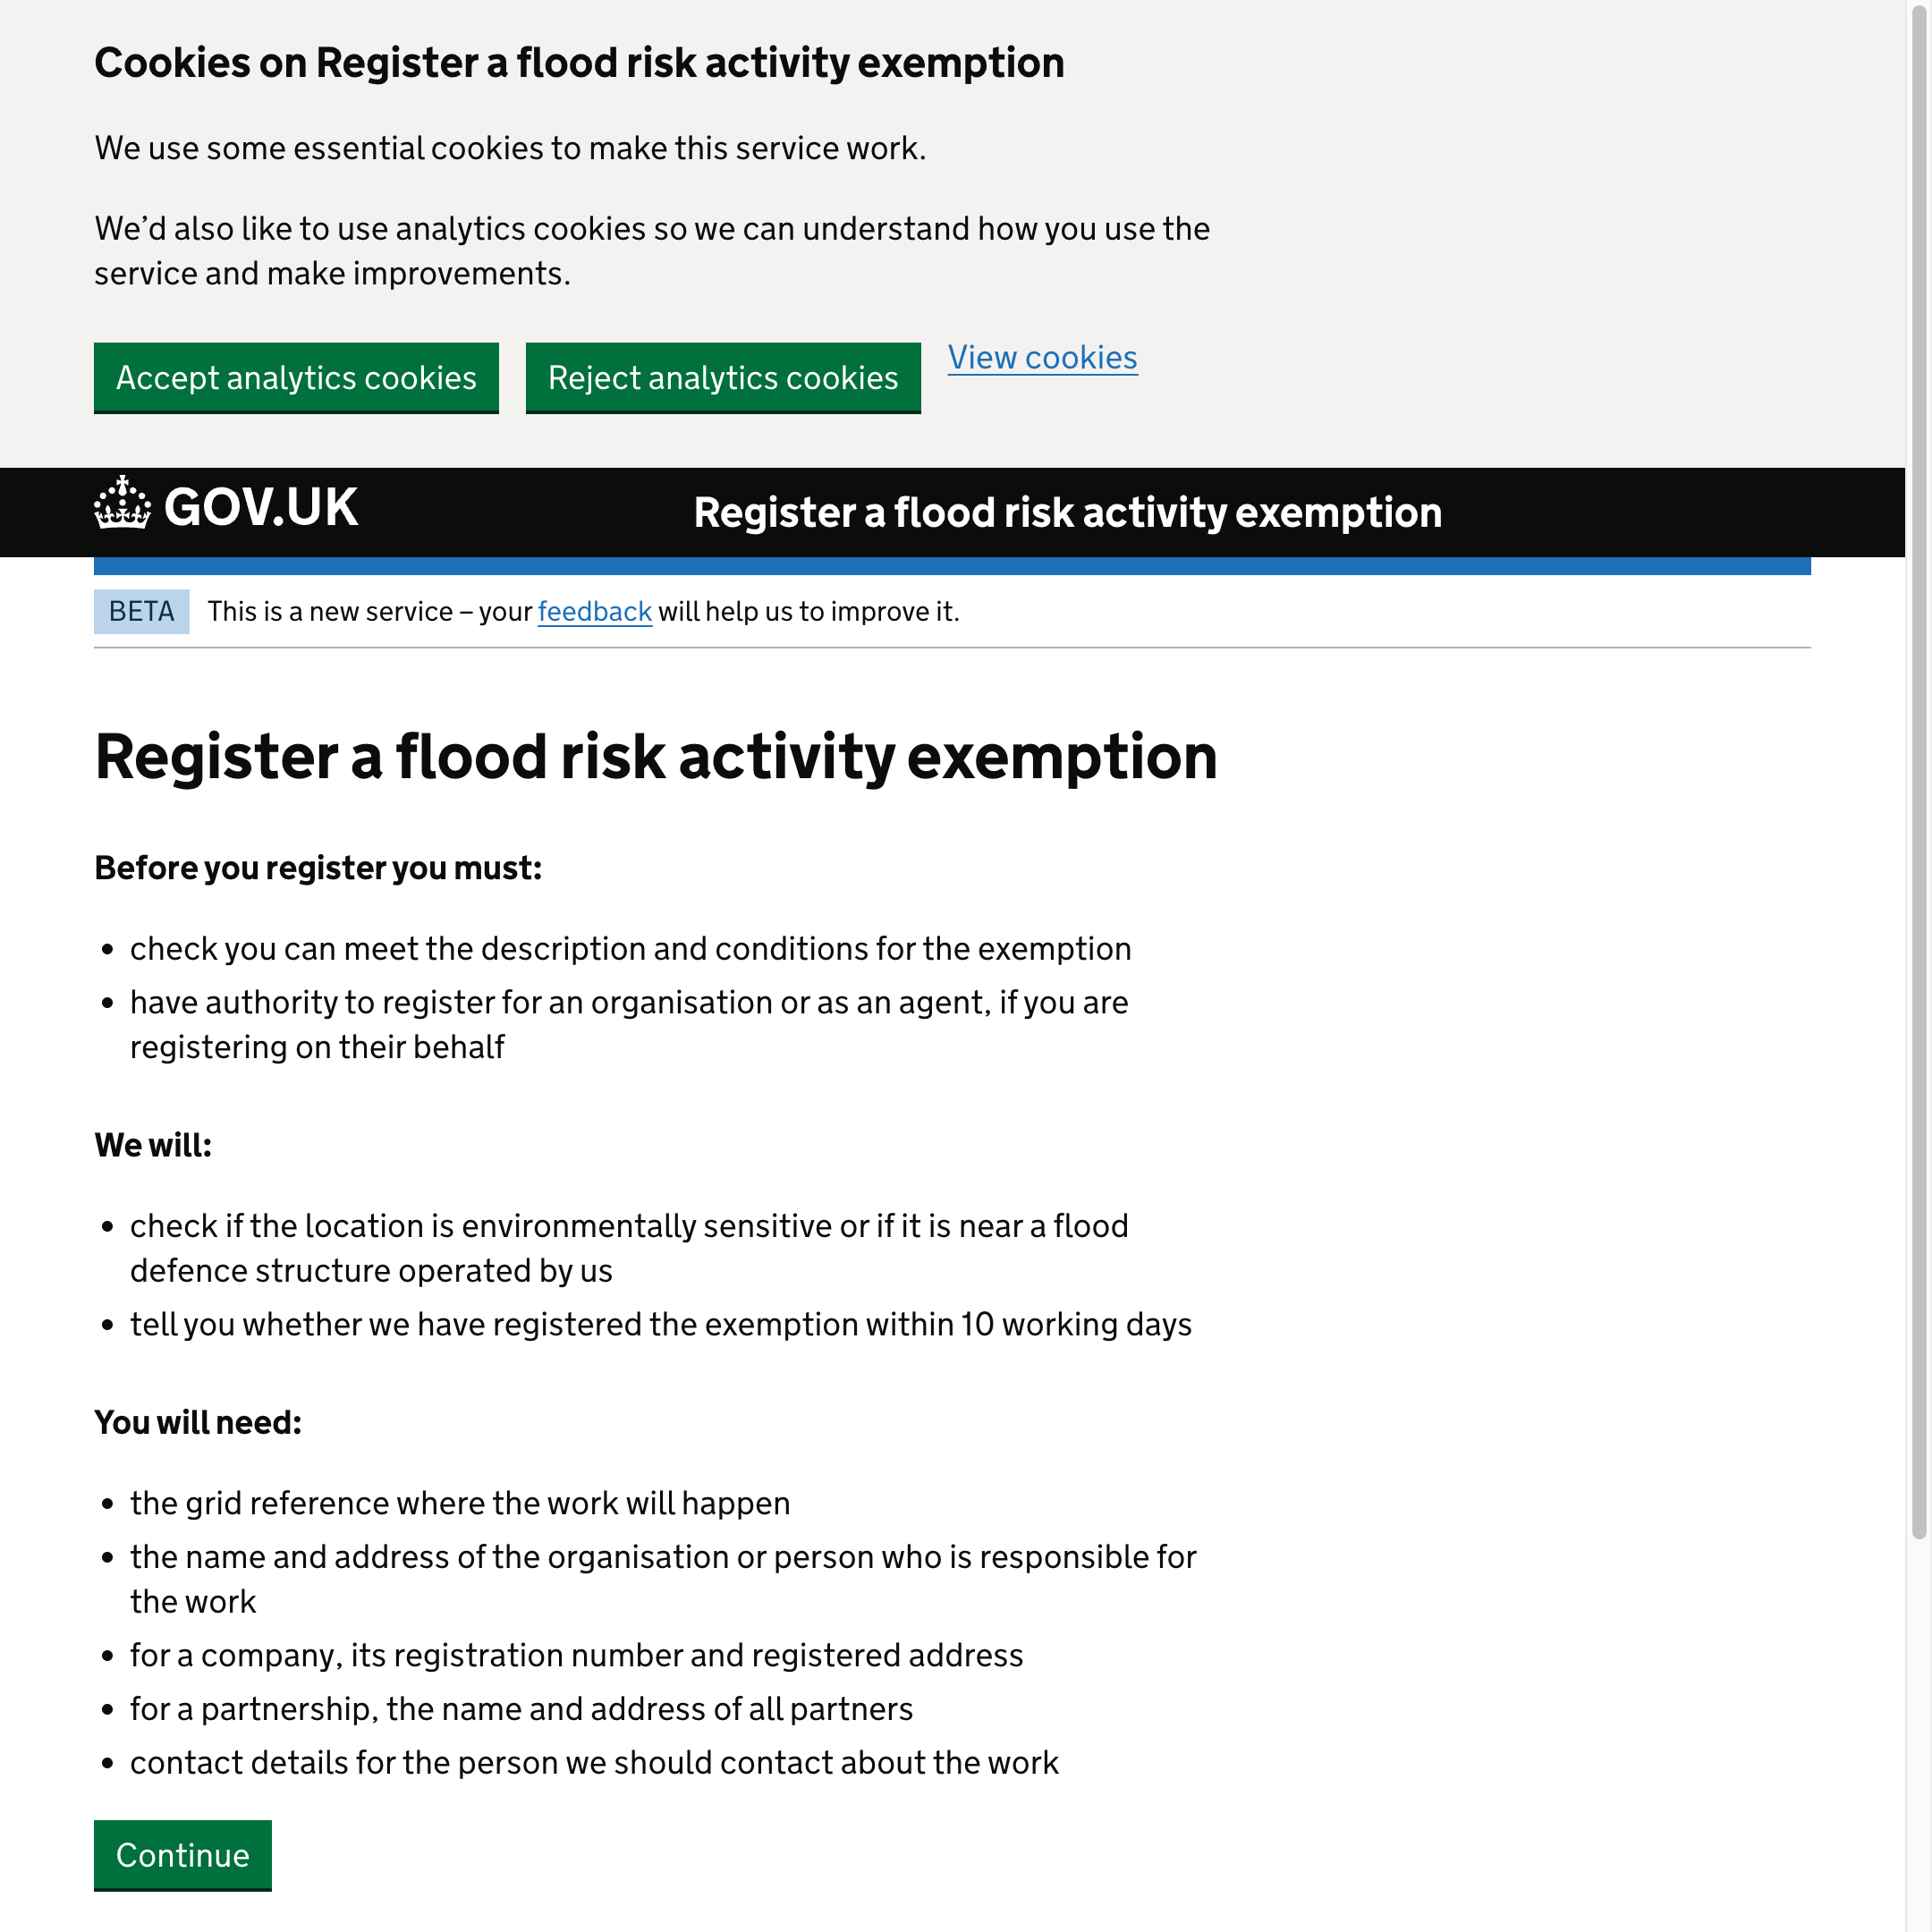 Cookies on Register a flood risk activity exemption
We use some essential cookies to make this service work.
We’d also like to use analytics cookies so we can understand how you use the
service and make improvements.
Accept analytics cookies
Reject analytics cookies
View cookies
GOV.UK
Register a flood risk activity exemption
BETA
This is a new service – your feedback will help us to improve it.
Register a flood risk activity exemption
Before you register you must:
check you can meet the description and conditions for the exemption
have authority to register for an organisation or as an agent, if you are
registering on their behalf
We will:
check if the location is environmentally sensitive or if it is near a flood
defence structure operated by us
tell you whether we have registered the exemption within 10 working days
You will need:
the grid reference where the work will happen
the name and address of the organisation or person who is responsible for
the work
for a company, its registration number and registered address
for a partnership, the name and address of all partners
contact details for the person we should contact about the work
Continue